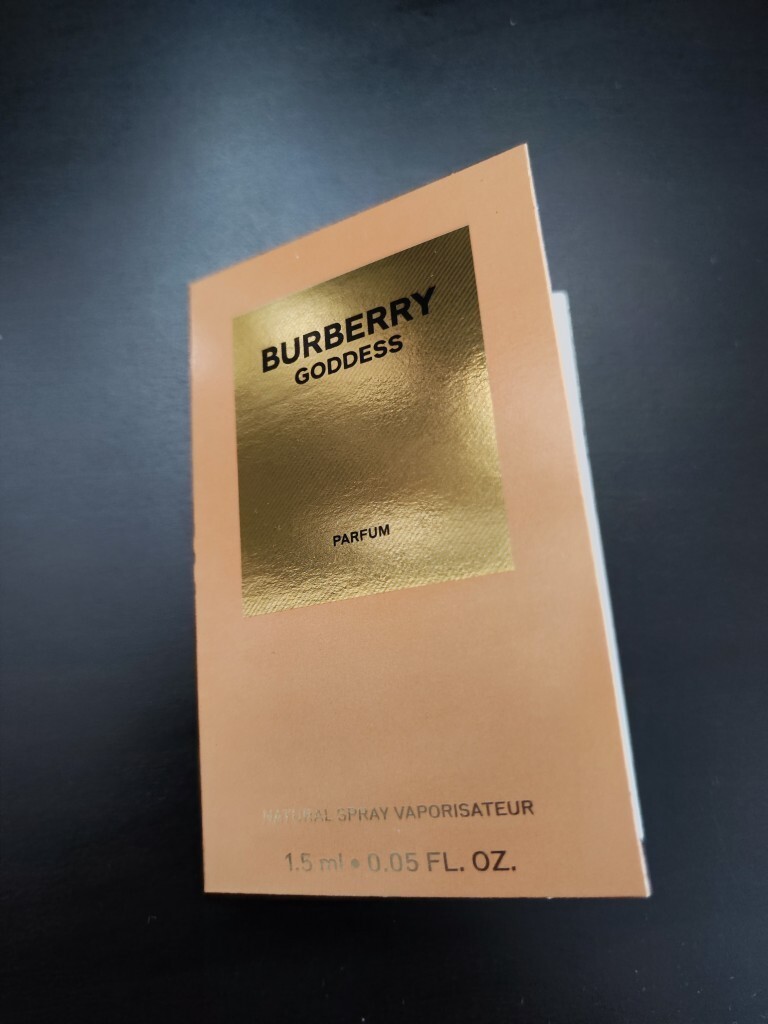 BURBERRY
GODDESS
PARFUM
NATURAL SPRAY VAPORISATEUR
1.5 ml • 0.05 FL. OZ.